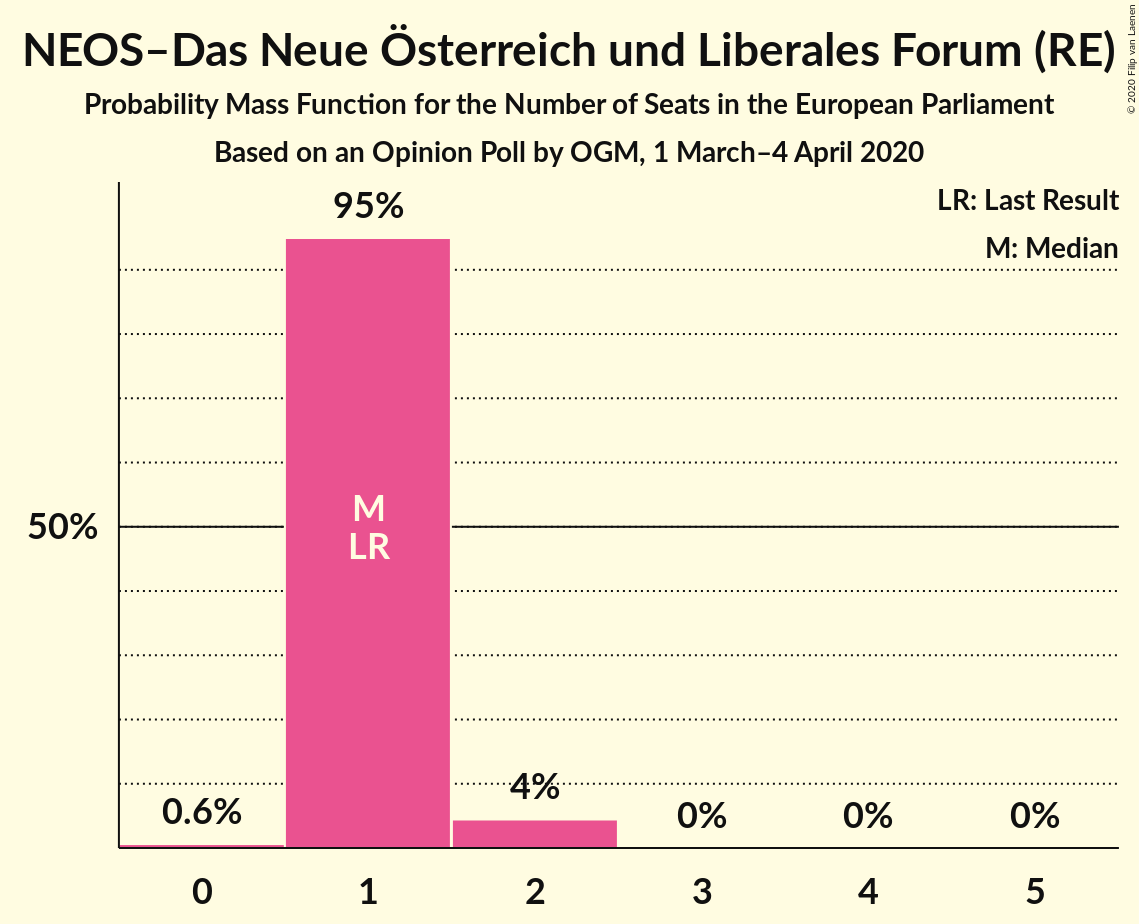 NEOS–Das Neue Österreich und Liberales Forum (RE)
Probability Mass Function for the Number of Seats in the European Parliament
Based on an Opinion Poll by OGM, 1 March–4 April 2020
© 2020 Filip van Laenen
LR: Last Result
M: Median
95%
50%
M
LR
0.6%
4%
0%
0%
0%
0 1 2 3 4 5